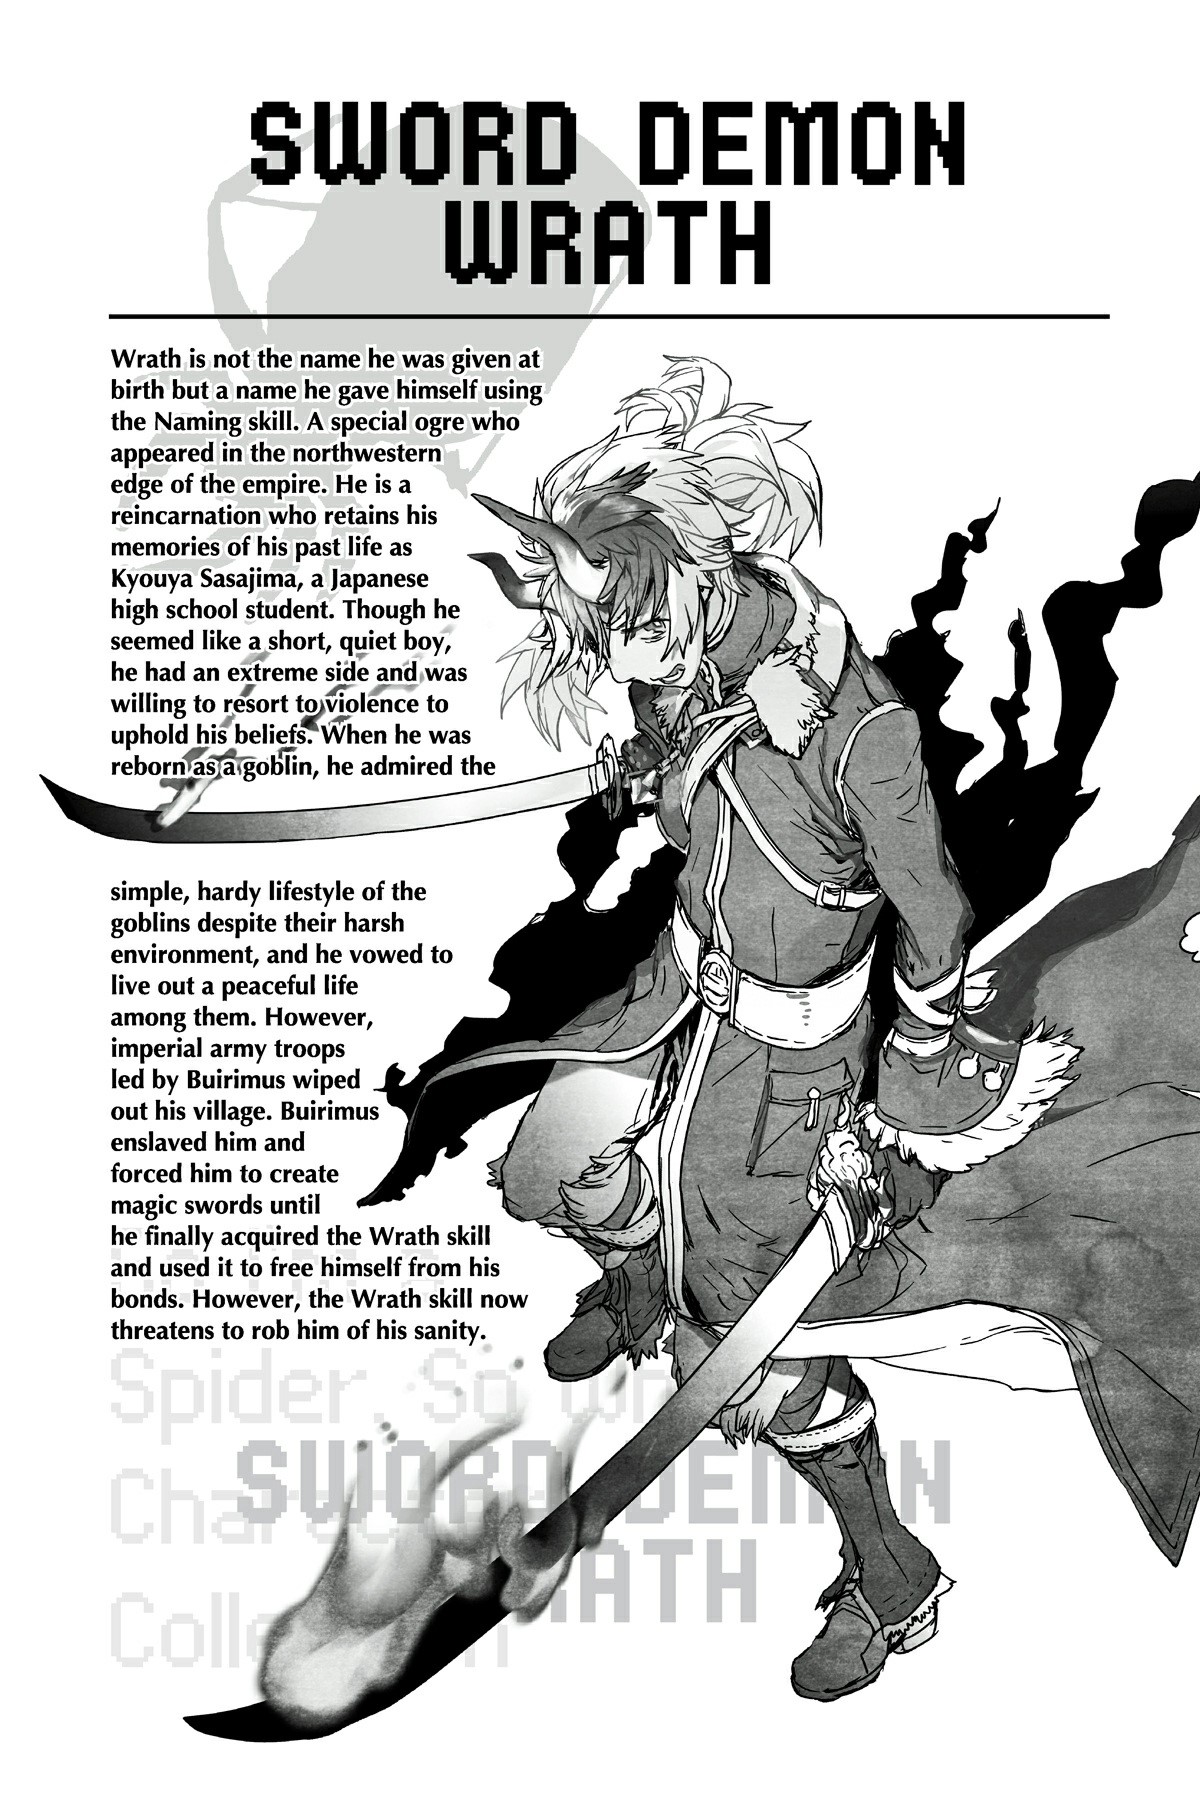 SWORD DEMON
WRATH
Wrath is not the name he was given at
birth but a name he gave himself using
the Naming skill. A special ogre who
appeared in the northwestern
edge of the empire. He is a
reincarnation who retains his
memories of his past life as
Kyouya Sasajima, a Japanese
high school student. Though he
seemed like a short, quiet boy,
he had an extreme side and was
willing to resort to violence to
uphold his beliefs. When he was
reborn as a goblin, he admired the
simple, hardy lifestyle of the
goblins despite their harsh
environment, and he vowed to
live out a peaceful life
among them. However,
imperial army troops
led by Buirimus wiped
out his village. Buirimus
enslaved him and
forced him to create
magic swords until
he finally acquired the Wrath skill
and used it to free himself from his
bonds. However, the Wrath skill now
threatens to rob him of his sanity.
Spider, So
SWORD DEMON